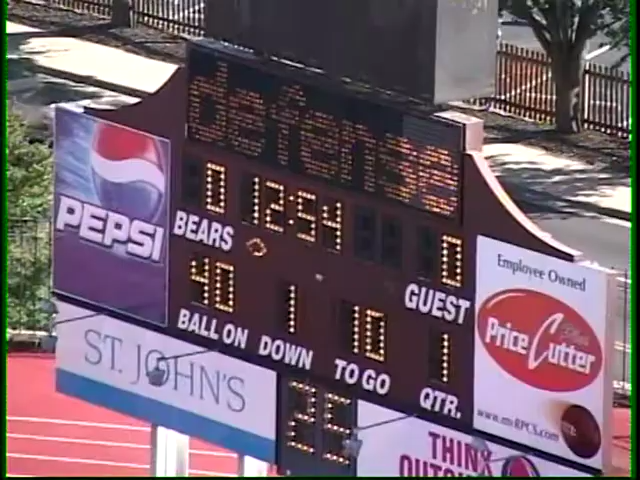 defense
0 12:54 0
BEARS
GUEST
40 1 10 1
BALL ON DOWN TO GO QTR.
25
PEPSI
ST. JOHN'S
Employee Owned
Price Cutter
THINK